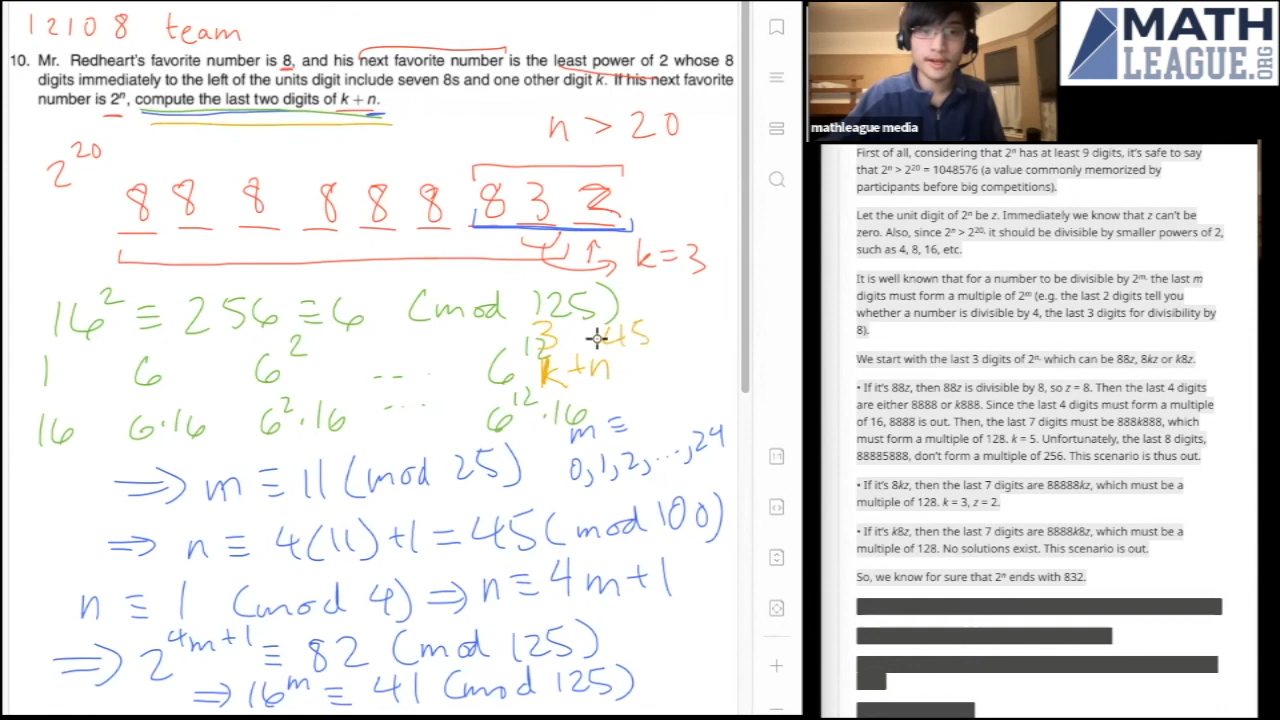 12108 team
10. Mr. Redheart's favorite number is 8, and his next favorite number is the least power of 2 whose 8
digits immediately to the left of the units digit include seven 8s and one other digit k. If his next favorite
number is 2ⁿ, compute the last two digits of k + n.
n > 20
2²⁰
8 8 8 8 8 8 8 3 2
k=3
16² ≡ 256 ≡ 6 (mod 125)
3 45
1 6 6² -- . 6¹² k+n
16 6·16 6²·16 ... 6¹²·16
m ≡
0,1,2,...,24
⇒ m ≡ 11 (mod 25)
⇒ n ≡ 4(11)+1 = 45 (mod 100)
n ≡ 1 (mod 4) ⇒ n = 4m+1
⇒ 2⁴ᵐ⁺¹ ≡ 82 (mod 125)
⇒ 16ᵐ ≡ 41 (mod 125)
mathleague media
MATH
LEAGUE.ORG
First of all, considering that 2ⁿ has at least 9 digits, it's safe to say
that 2ⁿ > 2²⁰ = 1048576 (a value commonly memorized by
participants before big competitions).
Let the unit digit of 2ⁿ be z. Immediately we know that z can't be
zero. Also, since 2ⁿ > 2²⁰, it should be divisible by smaller powers of 2,
such as 4, 8, 16, etc.
It is well known that for a number to be divisible by 2ᵐ, the last m
digits must form a multiple of 2ᵐ (e.g. the last 2 digits tell you
whether a number is divisible by 4, the last 3 digits for divisibility by
8).
We start with the last 3 digits of 2ⁿ, which can be 88z, 8kz or k8z.
• If it's 88z, then 88z is divisible by 8, so z = 8. Then the last 4 digits
are either 8888 or k888. Since the last 4 digits must form a multiple
of 16, 8888 is out. Then, the last 7 digits must be 888k888, which
must form a multiple of 128. k = 5. Unfortunately, the last 8 digits,
88885888, don't form a multiple of 256. This scenario is thus out.
• If it's 8kz, then the last 7 digits are 88888kz, which must be a
multiple of 128. k = 3, z = 2.
• If it's k8z, then the last 7 digits are 8888k8z, which must be a
multiple of 128. No solutions exist. This scenario is out.
So, we know for sure that 2ⁿ ends with 832.